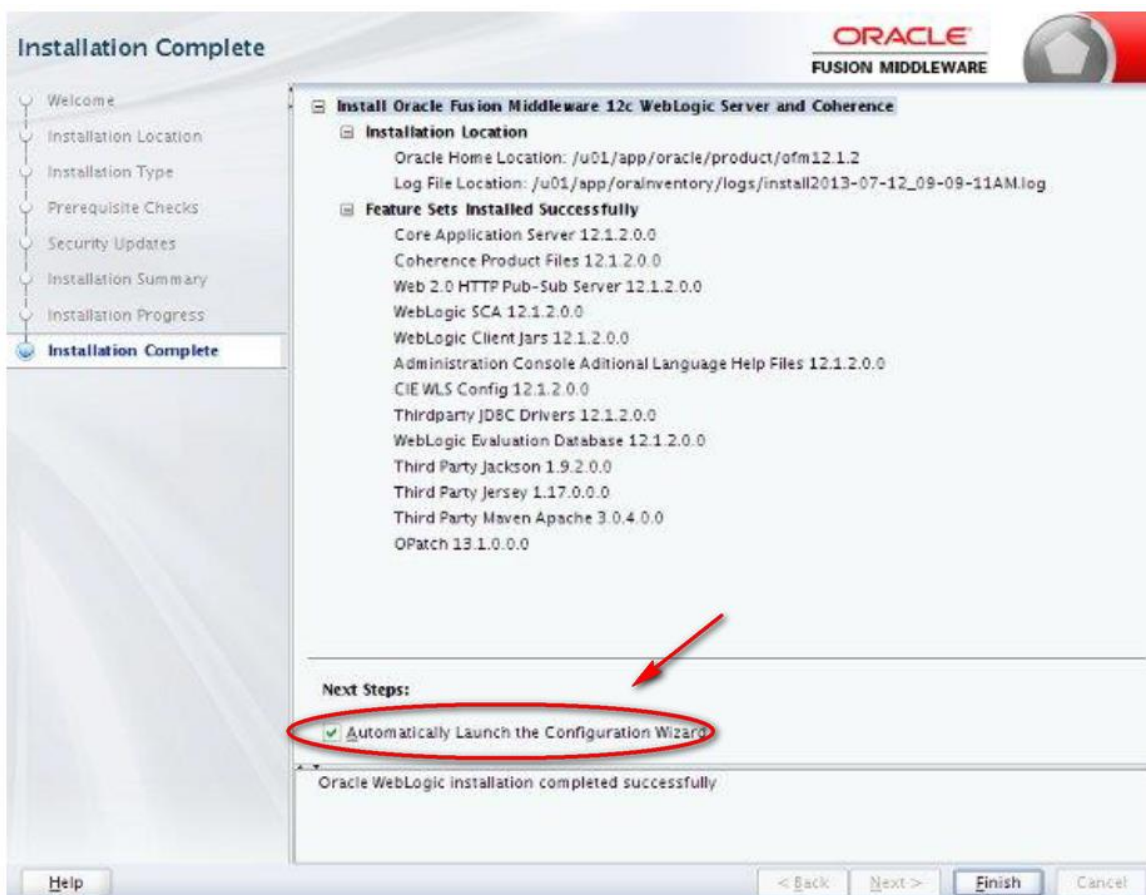 Installation Complete
ORACLE
FUSION MIDDLEWARE
Welcome
Installation Location
Installation Type
Prerequisite Checks
Security Updates
Installation Summary
Installation Progress
Installation Complete
Install Oracle Fusion Middleware 12c WebLogic Server and Coherence
Installation Location
Oracle Home Location: /u01/app/oracle/product/ofm12.1.2
Log File Location: /u01/app/oraInventory/logs/install2013-07-12_09-09-11AM.log
Feature Sets Installed Successfully
Core Application Server 12.1.2.0.0
Coherence Product Files 12.1.2.0.0
Web 2.0 HTTP Pub-Sub Server 12.1.2.0.0
WebLogic SCA 12.1.2.0.0
WebLogic Client Jars 12.1.2.0.0
Administration Console Aditional Language Help Files 12.1.2.0.0
CIE WLS Config 12.1.2.0.0
Thirdparty JDBC Drivers 12.1.2.0.0
WebLogic Evaluation Database 12.1.2.0.0
Third Party Jackson 1.9.2.0.0
Third Party Jersey 1.17.0.0.0
Third Party Maven Apache 3.0.4.0.0
OPatch 13.1.0.0.0
Next Steps:
Automatically Launch the Configuration Wizard
Oracle WebLogic installation completed successfully
Help
< Back
Next >
Finish
Cancel